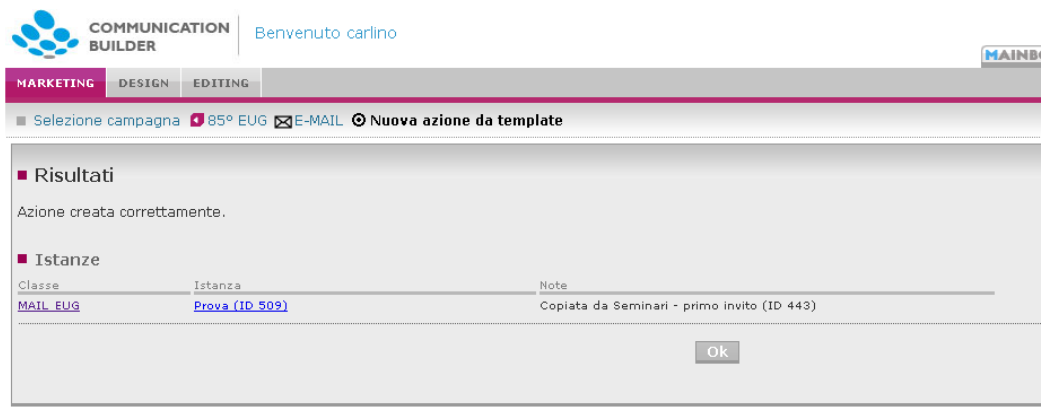 COMMUNICATION
BUILDER
Benvenuto carlino
MARKETING DESIGN EDITING
Selezione campagna 85° EUG E-MAIL Nuova azione da template
Risultati
Azione creata correttamente.
Istanze
Classe Istanza Note
MAIL EUG Prova (ID 509) Copiata da Seminari - primo invito (ID 443)
Ok